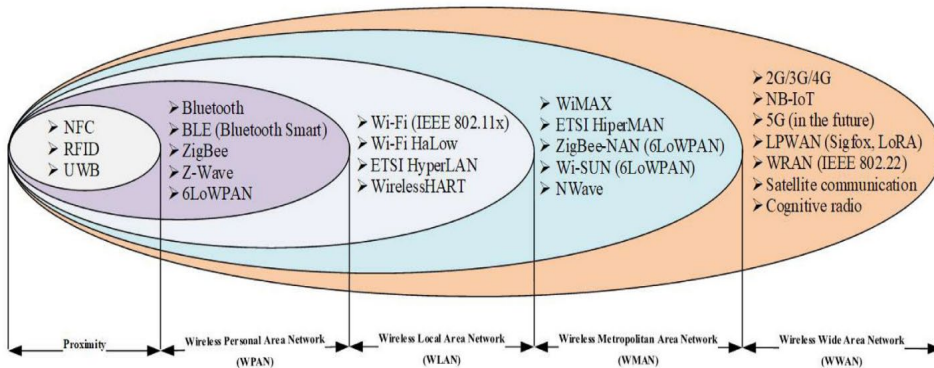 ➢ NFC
➢ RFID
➢ UWB
➢ Bluetooth
➢ BLE (Bluetooth Smart)
➢ ZigBee
➢ Z-Wave
➢ 6LoWPAN
➢ Wi-Fi (IEEE 802.11x)
➢ Wi-Fi HaLow
➢ ETSI HyperLAN
➢ WirelessHART
➢ WiMAX
➢ ETSI HiperMAN
➢ ZigBee-NAN (6LoWPAN)
➢ Wi-SUN (6LoWPAN)
➢ NWave
➢ 2G/3G/4G
➢ NB-IoT
➢ 5G (in the future)
➢ LPWAN (Sigfox, LoRA)
➢ WRAN (IEEE 802.22)
➢ Satellite communication
➢ Cognitive radio
Proximity
Wireless Personal Area Network
(WPAN)
Wireless Local Area Network
(WLAN)
Wireless Metropolitan Area Network
(WMAN)
Wireless Wide Area Network
(WWAN)